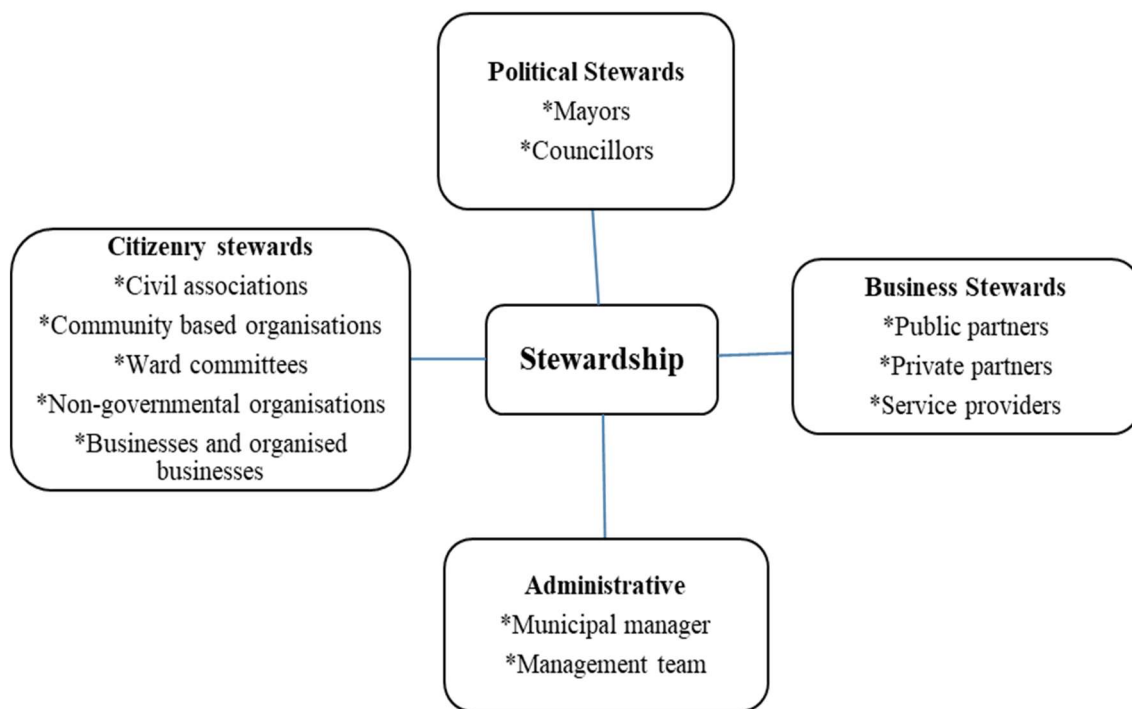 Political Stewards
*Mayors
*Councillors
Citizenry stewards
*Civil associations
*Community based organisations
*Ward committees
*Non-governmental organisations
*Businesses and organised
businesses
Stewardship
Business Stewards
*Public partners
*Private partners
*Service providers
Administrative
*Municipal manager
*Management team